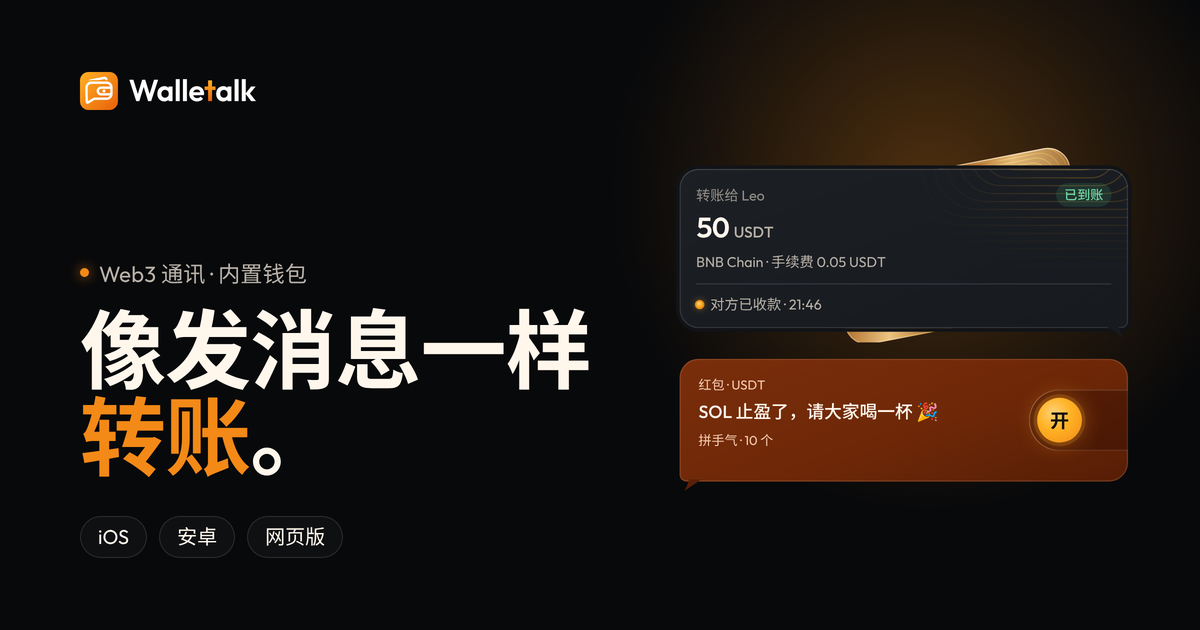 Walletalk
Web3 通讯 · 内置钱包
像发消息一样
转账。
iOS
安卓
网页版
转账给 Leo
已到账
50 USDT
BNB Chain · 手续费 0.05 USDT
对方已收款 · 21:46
红包 · USDT
SOL 止盈了，请大家喝一杯 🎉
拼手气 · 10 个
开